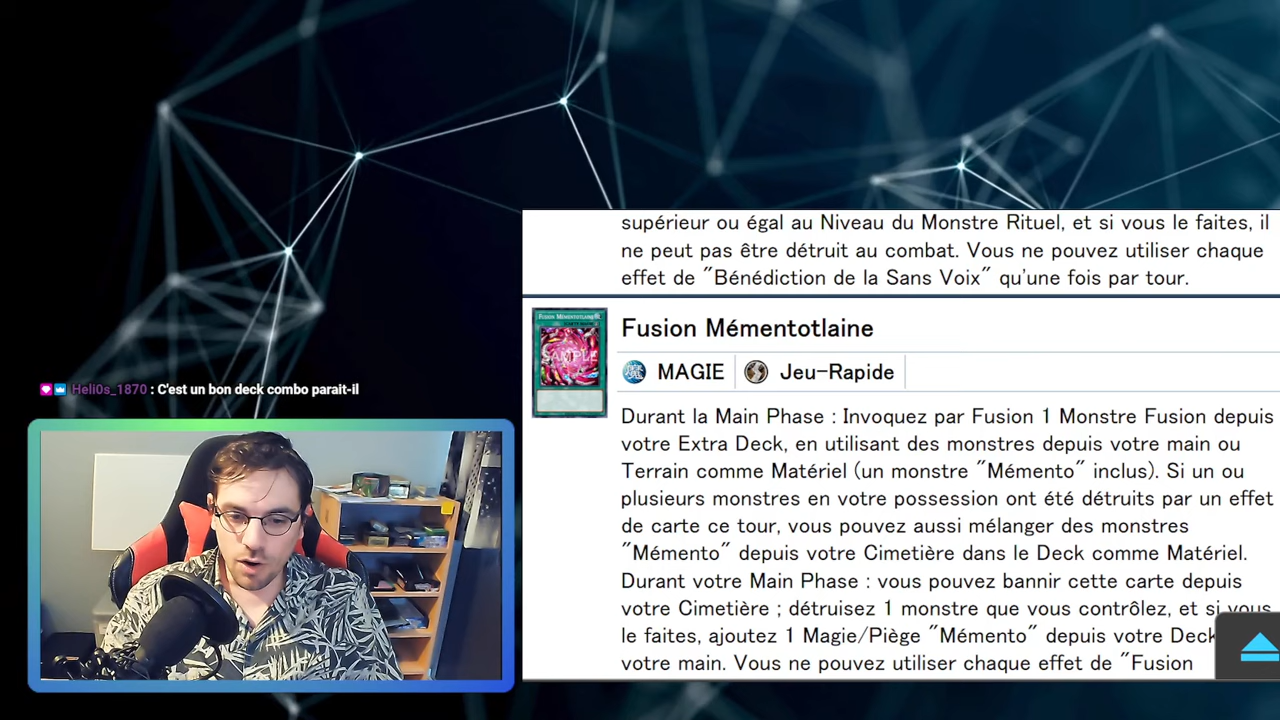 supérieur ou égal au Niveau du Monstre Rituel, et si vous le faites, il
ne peut pas être détruit au combat. Vous ne pouvez utiliser chaque
effet de "Bénédiction de la Sans Voix" qu'une fois par tour.
Fusion Mémentotlaine
SAMPLE
Fusion Mémentotlaine
MAGIE
Jeu-Rapide
Durant la Main Phase : Invoquez par Fusion 1 Monstre Fusion depuis
votre Extra Deck, en utilisant des monstres depuis votre main ou
Terrain comme Matériel (un monstre "Mémento" inclus). Si un ou
plusieurs monstres en votre possession ont été détruits par un effet
de carte ce tour, vous pouvez aussi mélanger des monstres
"Mémento" depuis votre Cimetière dans le Deck comme Matériel.
Durant votre Main Phase : vous pouvez bannir cette carte depuis
votre Cimetière ; détruisez 1 monstre que vous contrôlez, et si vous
le faites, ajoutez 1 Magie/Piège "Mémento" depuis votre Deck
votre main. Vous ne pouvez utiliser chaque effet de "Fusion
Heli0s_1870 : C'est un bon deck combo parait-il